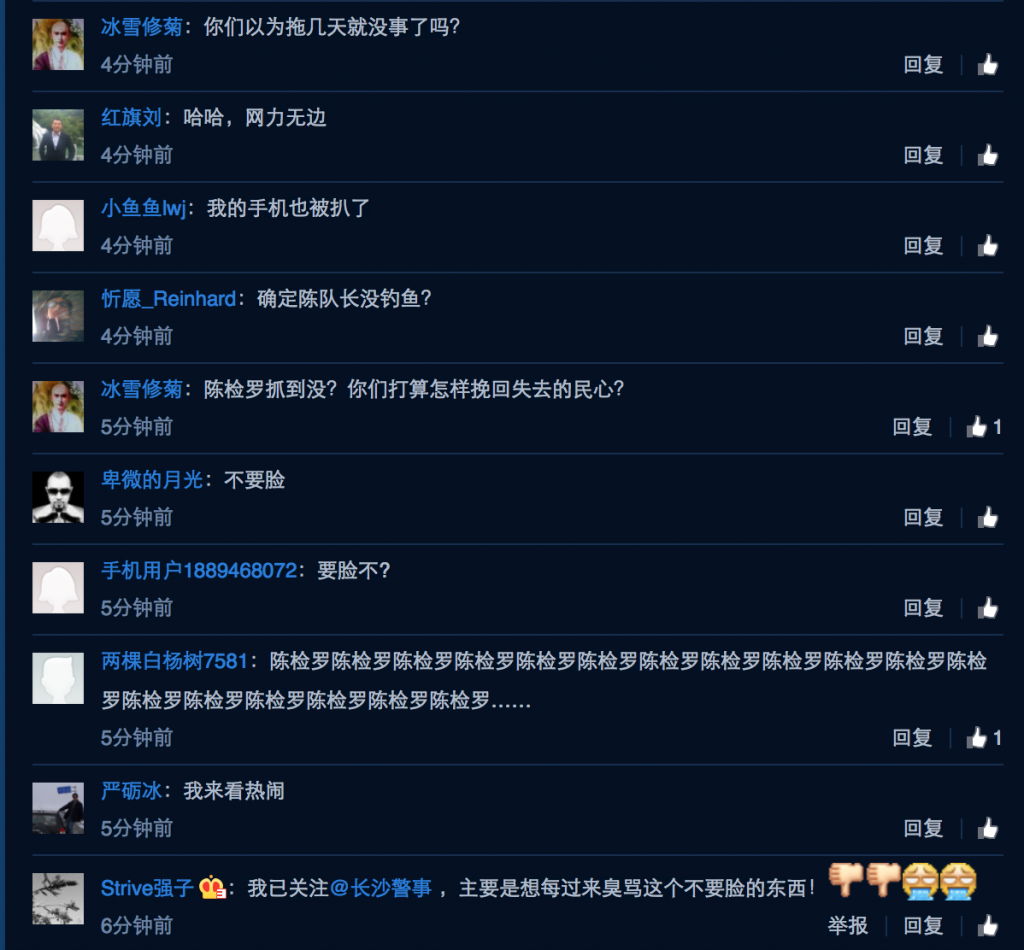 冰雪修菊：你们以为拖几天就没事了吗？
4分钟前
回复
红旗刘：哈哈，网力无边
4分钟前
回复
小鱼鱼lwj：我的手机也被扒了
4分钟前
回复
忻愿_Reinhard：确定陈队长没钓鱼？
4分钟前
回复
冰雪修菊：陈检罗抓到没？你们打算怎样挽回失去的民心？
5分钟前
回复 1
卑微的月光：不要脸
5分钟前
回复
手机用户1889468072：要脸不？
5分钟前
回复
两棵白杨树7581：陈检罗陈检罗陈检罗陈检罗陈检罗陈检罗陈检罗陈检罗陈检罗陈检罗陈检罗陈检
罗陈检罗陈检罗陈检罗陈检罗陈检罗陈检罗……
5分钟前
回复 1
严砺冰：我来看热闹
5分钟前
回复
Strive强子：我已关注@长沙警事 ，主要是想每过来臭骂这个不要脸的东西！
6分钟前
举报 回复